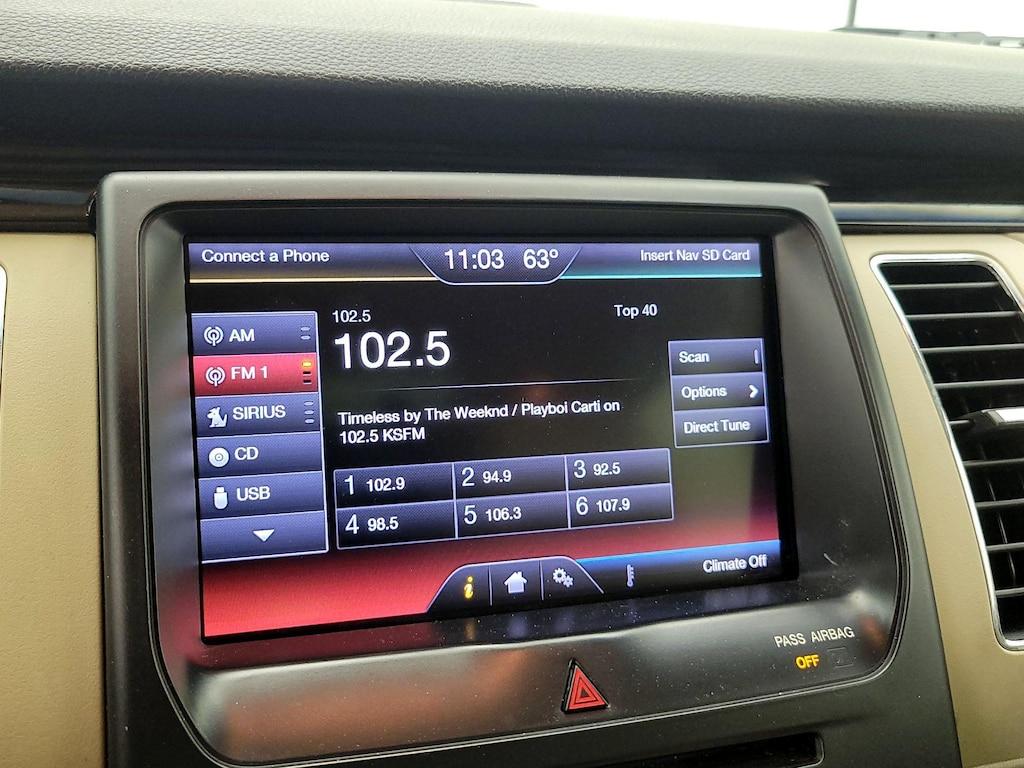 Connect a Phone
11:03 63°
Insert Nav SD Card
AM
FM 1
SIRIUS
CD
USB
102.5
Top 40
102.5
Timeless by The Weeknd / Playboi Carti on
102.5 KSFM
Scan
Options
Direct Tune
1 102.9
2 94.9
3 92.5
4 98.5
5 106.3
6 107.9
i
Climate Off
PASS AIRBAG
OFF